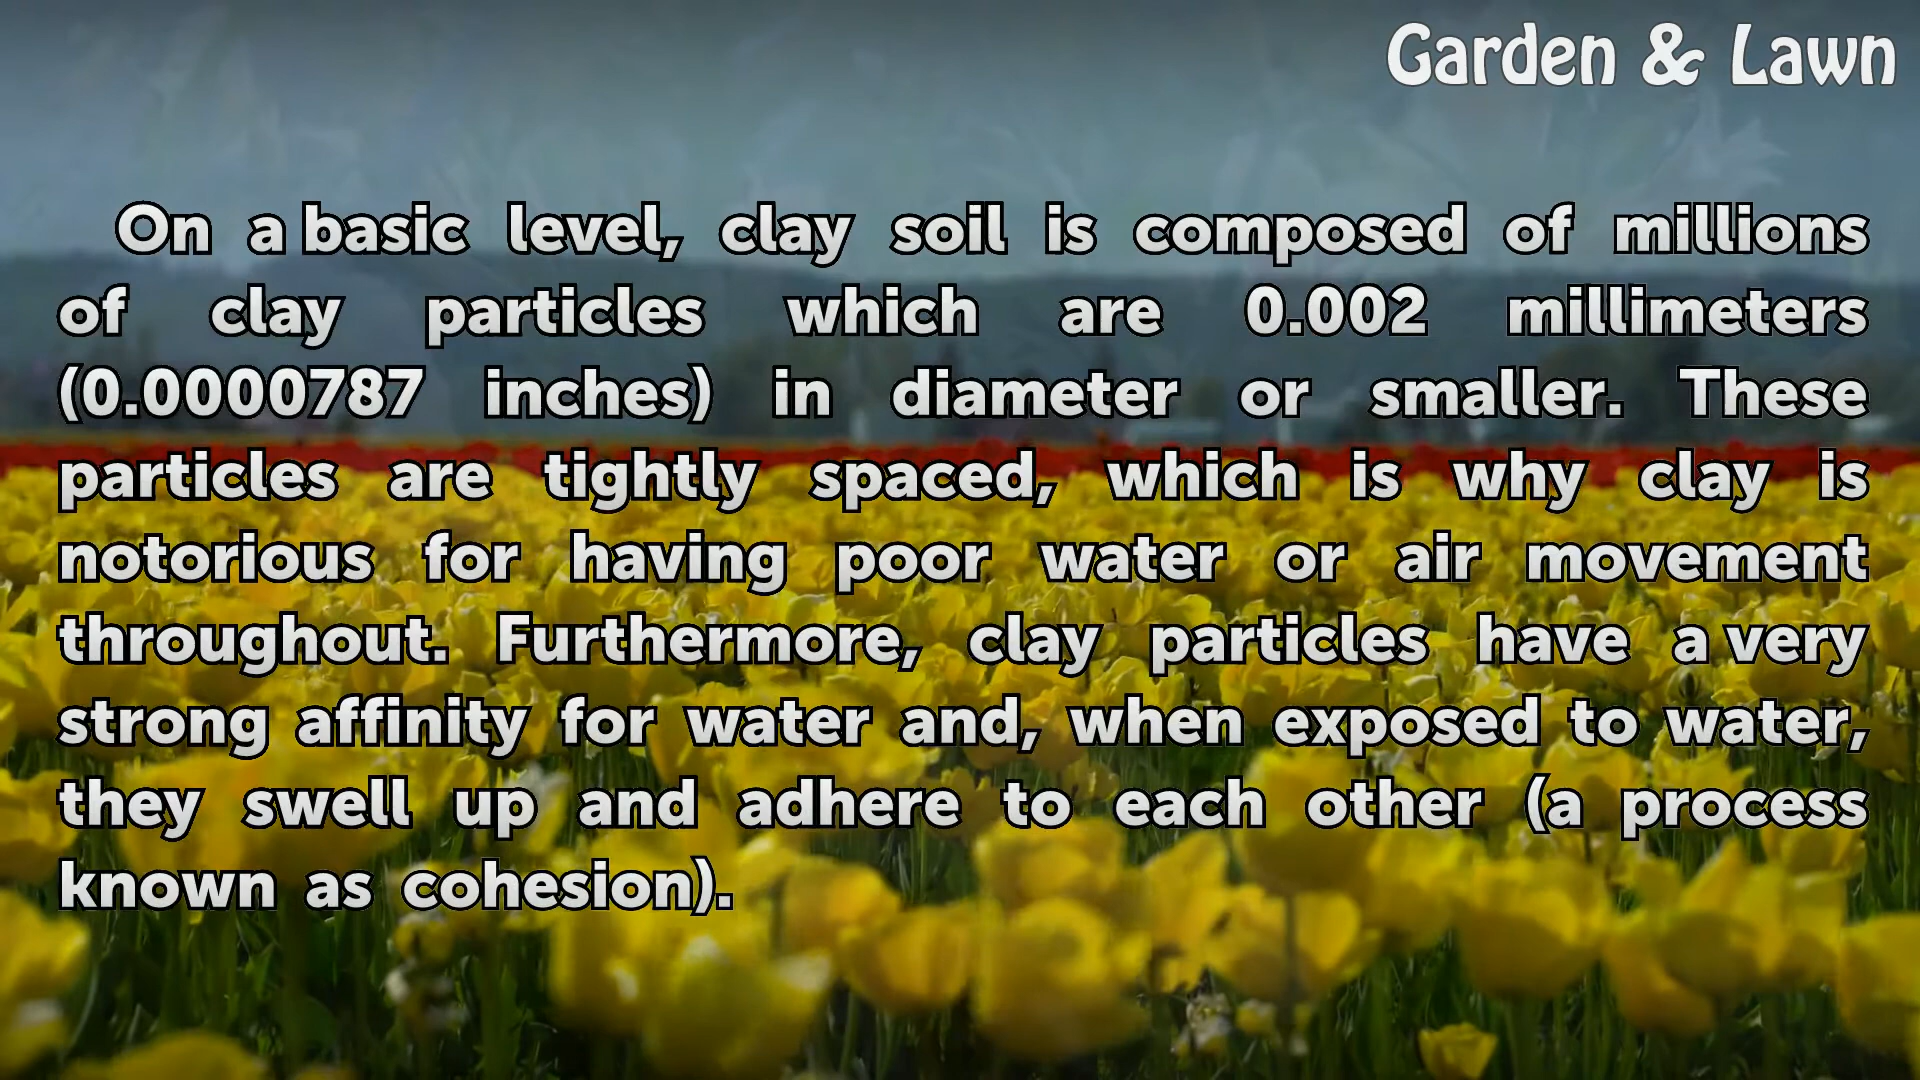 Garden & Lawn
On a basic level, clay soil is composed of millions
of clay particles which are 0.002 millimeters
(0.0000787 inches) in diameter or smaller. These
particles are tightly spaced, which is why clay is
notorious for having poor water or air movement
throughout. Furthermore, clay particles have a very
strong affinity for water and, when exposed to water,
they swell up and adhere to each other (a process
known as cohesion).